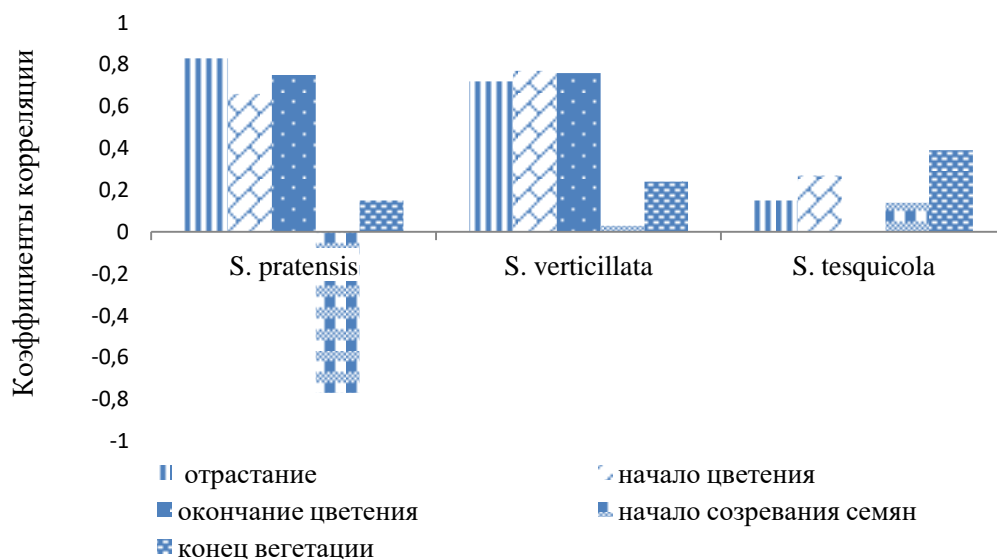 Коэффициенты корреляции
1
0,8
0,6
0,4
0,2
0
-0,2
-0,4
-0,6
-0,8
-1
S. pratensis S. verticillata S. tesquicola
отрастание начало цветения
окончание цветения начало созревания семян
конец вегетации